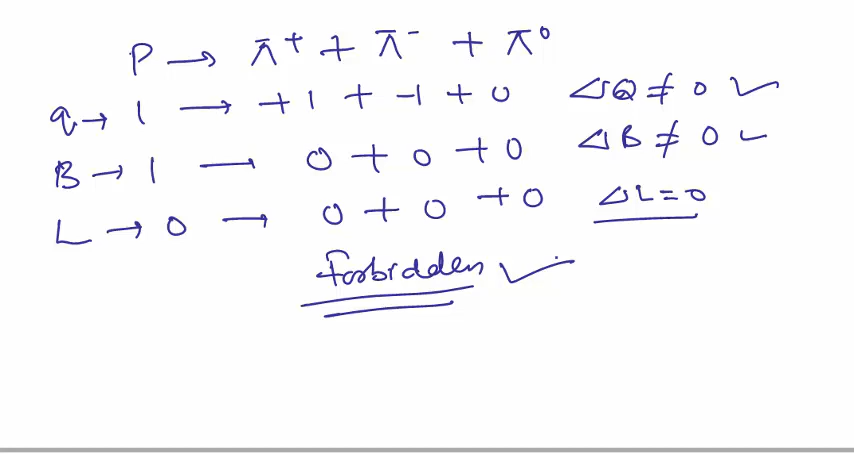 P → π⁺ + π⁻ + π⁰
q → 1 → +1 + -1 + 0 ΔQ ≠ 0 ✓
B → 1 → 0 + 0 + 0 ΔB ≠ 0 ✓
L → 0 → 0 + 0 + 0 ΔL = 0
forbidden ✓